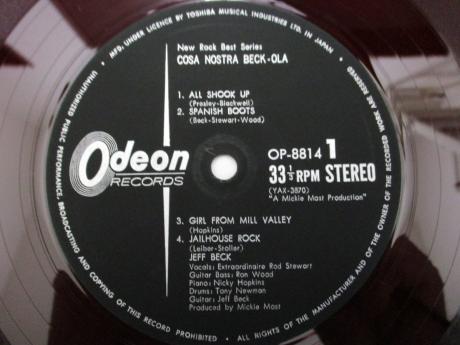 MFD. UNDER LICENCE BY TOSHIBA MUSICAL INDUSTRIES LTD. IN JAPAN
ALL RIGHTS OF THE MANUFACTURER AND OF THE OWNER OF THE RECORDED WORK ARE RESERVED
UNAUTHORIZED PUBLIC PERFORMANCE, BROADCASTING AND COPYING OF THIS RECORD PROHIBITED
New Rock Best Series
COSA NOSTRA BECK-OLA
1. ALL SHOOK UP
(Presley-Blackwell)
2. SPANISH BOOTS
(Beck-Stewart-Wood)
Odeon
RECORDS
OP-8814 1
33⅓ RPM STEREO
(YAX-3870)
"A Mickie Most Production"
3. GIRL FROM MILL VALLEY
(Hopkins)
4. JAILHOUSE ROCK
(Leiber-Stoller)
JEFF BECK
Vocals: Extraordinaire Rod Stewart
Guitar Bass: Ron Wood
Piano: Nicky Hopkins
Drums: Tony Newman
Guitar: Jeff Beck
Produced by Mickie Most